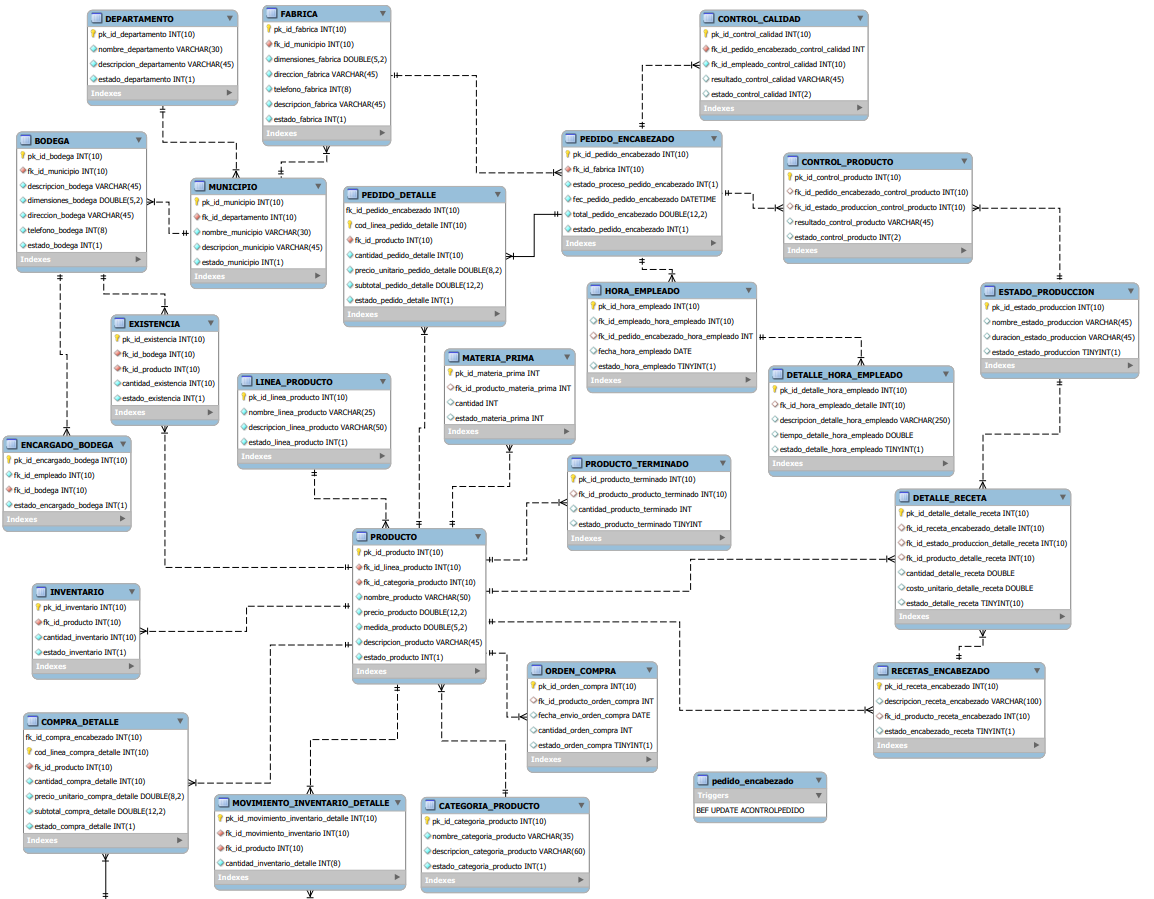 DEPARTAMENTO
pk_id_departamento INT(10)
nombre_departamento VARCHAR(30)
descripcion_departamento VARCHAR(45)
estado_departamento INT(1)
Indexes
FABRICA
pk_id_fabrica INT(10)
fk_id_municipio INT(10)
dimensiones_fabrica DOUBLE(5,2)
direccion_fabrica VARCHAR(45)
telefono_fabrica INT(8)
descripcion_fabrica VARCHAR(45)
estado_fabrica INT(1)
Indexes
CONTROL_CALIDAD
pk_id_control_calidad INT(10)
fk_id_pedido_encabezado_control_calidad INT
fk_id_empleado_control_calidad INT(10)
resultado_control_calidad VARCHAR(45)
estado_control_calidad INT(2)
Indexes
BODEGA
pk_id_bodega INT(10)
fk_id_municipio INT(10)
descripcion_bodega VARCHAR(45)
dimensiones_bodega DOUBLE(5,2)
direccion_bodega VARCHAR(45)
telefono_bodega INT(8)
estado_bodega INT(1)
Indexes
MUNICIPIO
pk_id_municipio INT(10)
fk_id_departamento INT(10)
nombre_municipio VARCHAR(30)
descripcion_municipio VARCHAR(45)
estado_municipio INT(1)
Indexes
PEDIDO_DETALLE
fk_id_pedido_encabezado INT(10)
cod_linea_pedido_detalle INT(10)
fk_id_producto INT(10)
cantidad_pedido_detalle INT(10)
precio_unitario_pedido_detalle DOUBLE(8,2)
subtotal_pedido_detalle DOUBLE(12,2)
estado_pedido_detalle INT(1)
Indexes
PEDIDO_ENCABEZADO
pk_id_pedido_encabezado INT(10)
fk_id_fabrica INT(10)
estado_proceso_pedido_encabezado INT(1)
fec_pedido_pedido_encabezado DATETIME
total_pedido_encabezado DOUBLE(12,2)
estado_pedido_encabezado INT(1)
Indexes
CONTROL_PRODUCTO
pk_id_control_producto INT(10)
fk_id_pedido_encabezado_control_producto INT(10)
fk_id_estado_produccion_control_producto INT(10)
resultado_control_producto VARCHAR(45)
estado_control_producto INT(2)
Indexes
HORA_EMPLEADO
pk_id_hora_empleado INT(10)
fk_id_empleado_hora_empleado INT(10)
fk_id_pedido_encabezado_hora_empleado INT
fecha_hora_empleado DATE
estado_hora_empleado TINYINT(1)
Indexes
ESTADO_PRODUCCION
pk_id_estado_produccion INT(10)
nombre_estado_produccion VARCHAR(45)
duracion_estado_produccion VARCHAR(45)
estado_estado_produccion TINYINT(1)
Indexes
EXISTENCIA
pk_id_existencia INT(10)
fk_id_bodega INT(10)
fk_id_producto INT(10)
cantidad_existencia INT(10)
estado_existencia INT(1)
Indexes
LINEA_PRODUCTO
pk_id_linea_producto INT(10)
nombre_linea_producto VARCHAR(25)
descripcion_linea_producto VARCHAR(50)
estado_linea_producto INT(1)
Indexes
MATERIA_PRIMA
pk_id_materia_prima INT
fk_id_producto_materia_prima INT
cantidad INT
estado_materia_prima INT
Indexes
DETALLE_HORA_EMPLEADO
pk_id_detalle_hora_empleado INT(10)
fk_id_hora_empleado_detalle INT(10)
descripcion_detalle_hora_empleado VARCHAR(250)
tiempo_detalle_hora_empleado DOUBLE
estado_detalle_hora_empleado TINYINT(1)
Indexes
ENCARGADO_BODEGA
pk_id_encargado_bodega INT(10)
fk_id_empleado INT(10)
fk_id_bodega INT(10)
estado_encargado_bodega INT(1)
Indexes
PRODUCTO_TERMINADO
pk_id_producto_terminado INT(10)
fk_id_producto_producto_terminado INT(10)
cantidad_producto_terminado INT
estado_producto_terminado TINYINT
Indexes
DETALLE_RECETA
pk_id_detalle_detalle_receta INT(10)
fk_id_receta_encabezado_detalle INT(10)
fk_id_estado_produccion_detalle_receta INT(10)
fk_id_producto_detalle_receta INT(10)
cantidad_detalle_receta DOUBLE
costo_unitario_detalle_receta DOUBLE
estado_detalle_receta TINYINT(10)
Indexes
PRODUCTO
pk_id_producto INT(10)
fk_id_linea_producto INT(10)
fk_id_categoria_producto INT(10)
nombre_producto VARCHAR(50)
precio_producto DOUBLE(12,2)
medida_producto DOUBLE(5,2)
descripcion_producto VARCHAR(45)
estado_producto INT(1)
Indexes
INVENTARIO
pk_id_inventario INT(10)
fk_id_producto INT(10)
cantidad_inventario INT(10)
estado_inventario INT(1)
Indexes
ORDEN_COMPRA
pk_id_orden_compra INT(10)
fk_id_producto_orden_compra INT
fecha_envio_orden_compra DATE
cantidad_orden_compra INT
estado_orden_compra TINYINT(1)
Indexes
RECETAS_ENCABEZADO
pk_id_receta_encabezado INT(10)
descripcion_receta_encabezado VARCHAR(100)
fk_id_producto_receta_encabezado INT(10)
estado_encabezado_receta TINYINT(1)
Indexes
COMPRA_DETALLE
fk_id_compra_encabezado INT(10)
cod_linea_compra_detalle INT(10)
fk_id_producto INT(10)
cantidad_compra_detalle INT(10)
precio_unitario_compra_detalle DOUBLE(8,2)
subtotal_compra_detalle DOUBLE(12,2)
estado_compra_detalle INT(1)
Indexes
MOVIMIENTO_INVENTARIO_DETALLE
pk_id_movimiento_inventario_detalle INT(10)
fk_id_movimiento_inventario INT(10)
fk_id_producto INT(10)
cantidad_inventario_detalle INT(8)
Indexes
CATEGORIA_PRODUCTO
pk_id_categoria_producto INT(10)
nombre_categoria_producto VARCHAR(35)
descripcion_categoria_producto VARCHAR(60)
estado_categoria_producto INT(1)
Indexes
pedido_encabezado
Triggers
BEF UPDATE ACONTROLPEDIDO